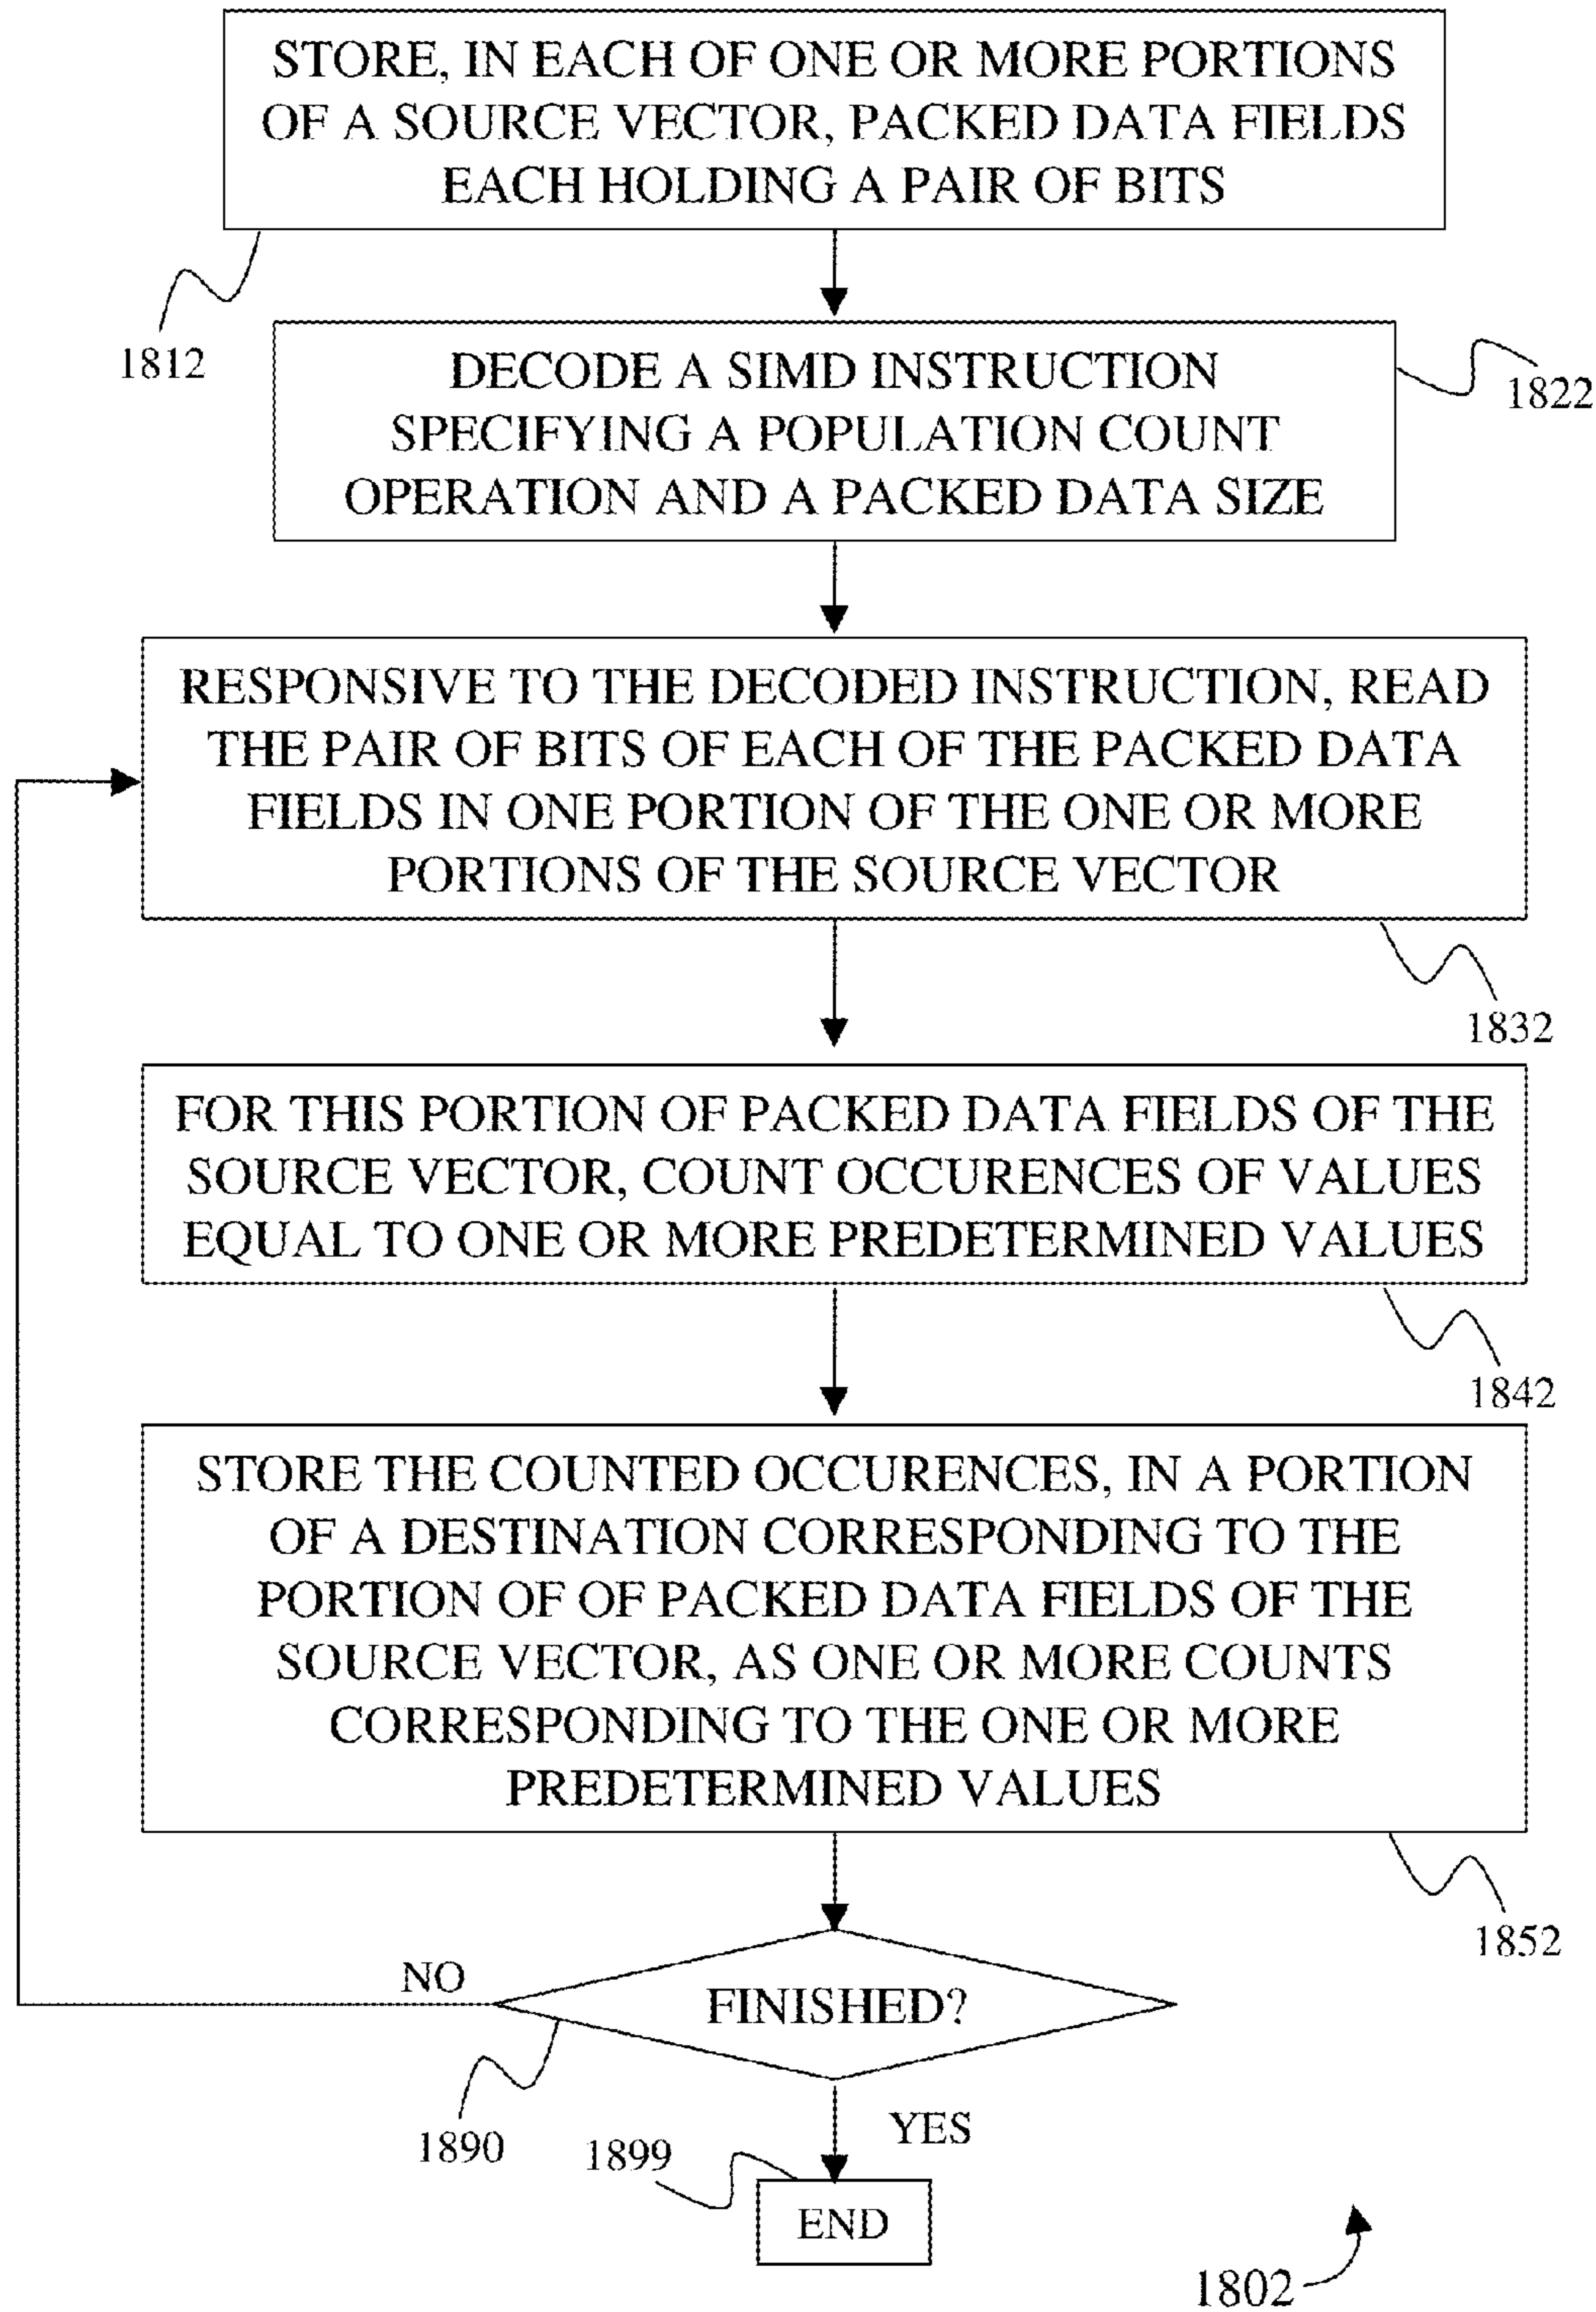 STORE, IN EACH OF ONE OR MORE PORTIONS
OF A SOURCE VECTOR, PACKED DATA FIELDS
EACH HOLDING A PAIR OF BITS
1812
DECODE A SIMD INSTRUCTION
SPECIFYING A POPULATION COUNT
OPERATION AND A PACKED DATA SIZE
1822
RESPONSIVE TO THE DECODED INSTRUCTION, READ
THE PAIR OF BITS OF EACH OF THE PACKED DATA
FIELDS IN ONE PORTION OF THE ONE OR MORE
PORTIONS OF THE SOURCE VECTOR
1832
FOR THIS PORTION OF PACKED DATA FIELDS OF THE
SOURCE VECTOR, COUNT OCCURENCES OF VALUES
EQUAL TO ONE OR MORE PREDETERMINED VALUES
1842
STORE THE COUNTED OCCURENCES, IN A PORTION
OF A DESTINATION CORRESPONDING TO THE
PORTION OF OF PACKED DATA FIELDS OF THE
SOURCE VECTOR, AS ONE OR MORE COUNTS
CORRESPONDING TO THE ONE OR MORE
PREDETERMINED VALUES
1852
NO
FINISHED?
1890
YES
1899
END
1802